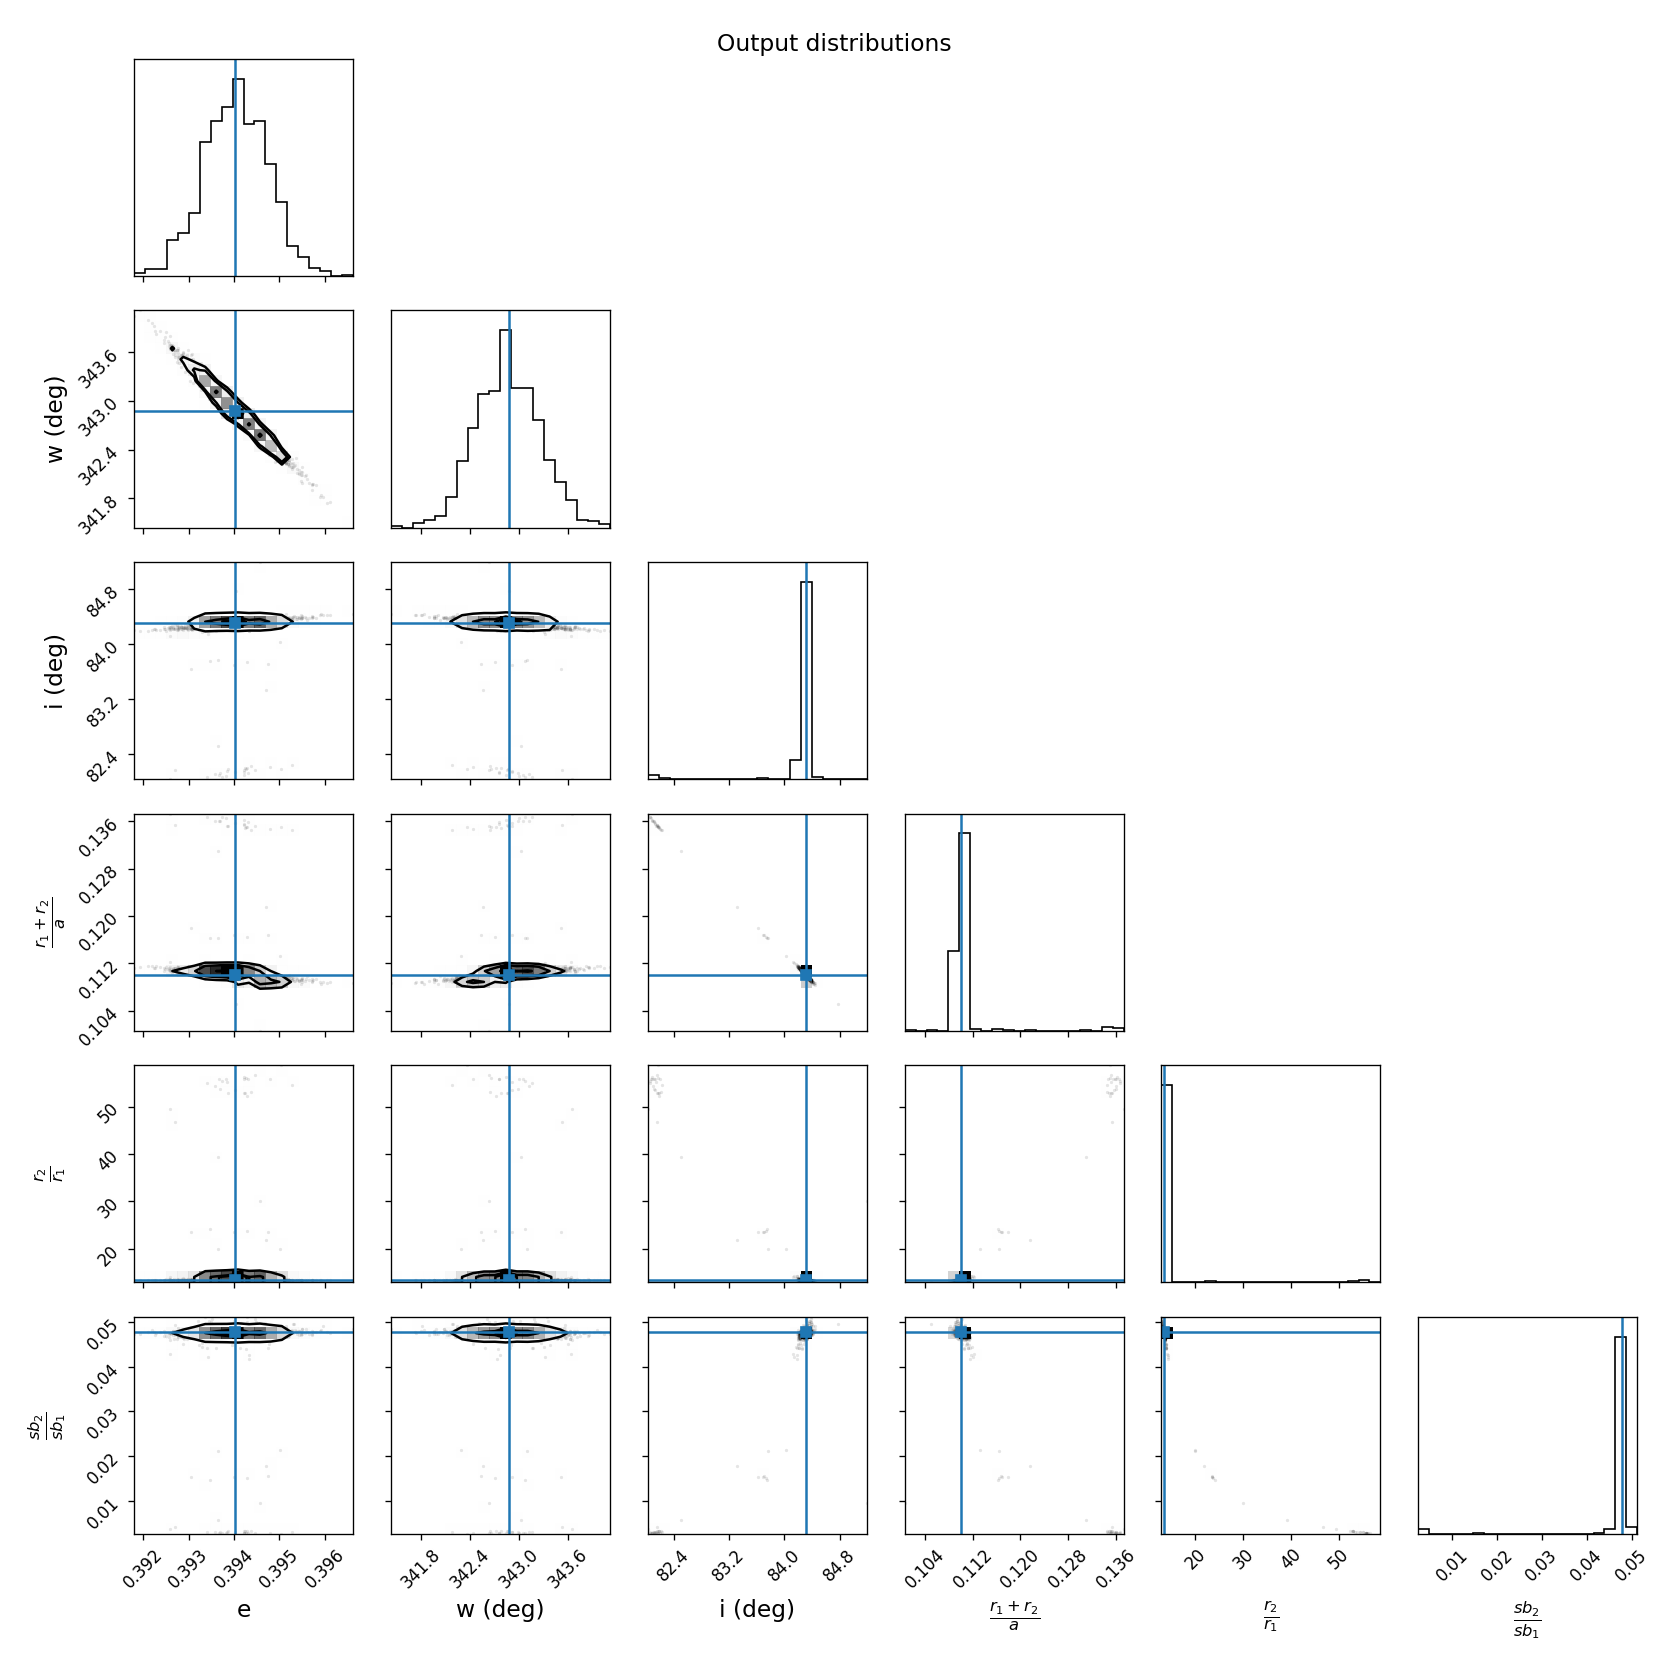 Output distributions
w (deg)
343.6
343.0
342.4
341.8
i (deg)
84.8
84.0
83.2
82.4
r₁ + r₂ / a
0.136
0.128
0.120
0.112
0.104
r₂ / r₁
50
40
30
20
sb₂ / sb₁
0.05
0.04
0.03
0.02
0.01
0.392 0.393 0.394 0.395 0.396 341.8 342.4 343.0 343.6 82.4 83.2 84.0 84.8 0.104 0.112 0.120 0.128 0.136 20 30 40 50 0.01 0.02 0.03 0.04 0.05
e w (deg) i (deg) r₁ + r₂ / a r₂ / r₁ sb₂ / sb₁